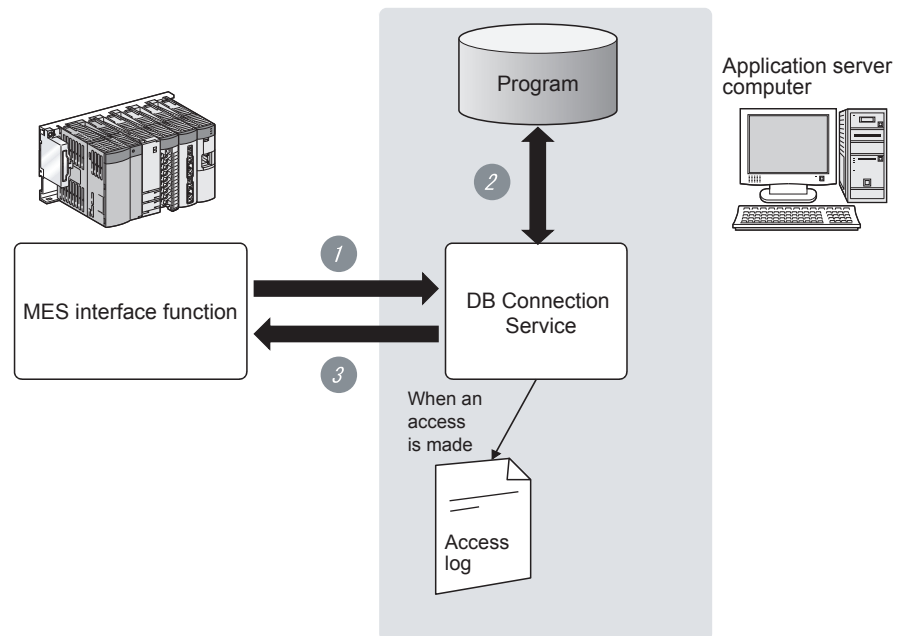 Program
Application server
computer
2
1
MES interface function
DB Connection
Service
3
When an
access
is made
Access
log